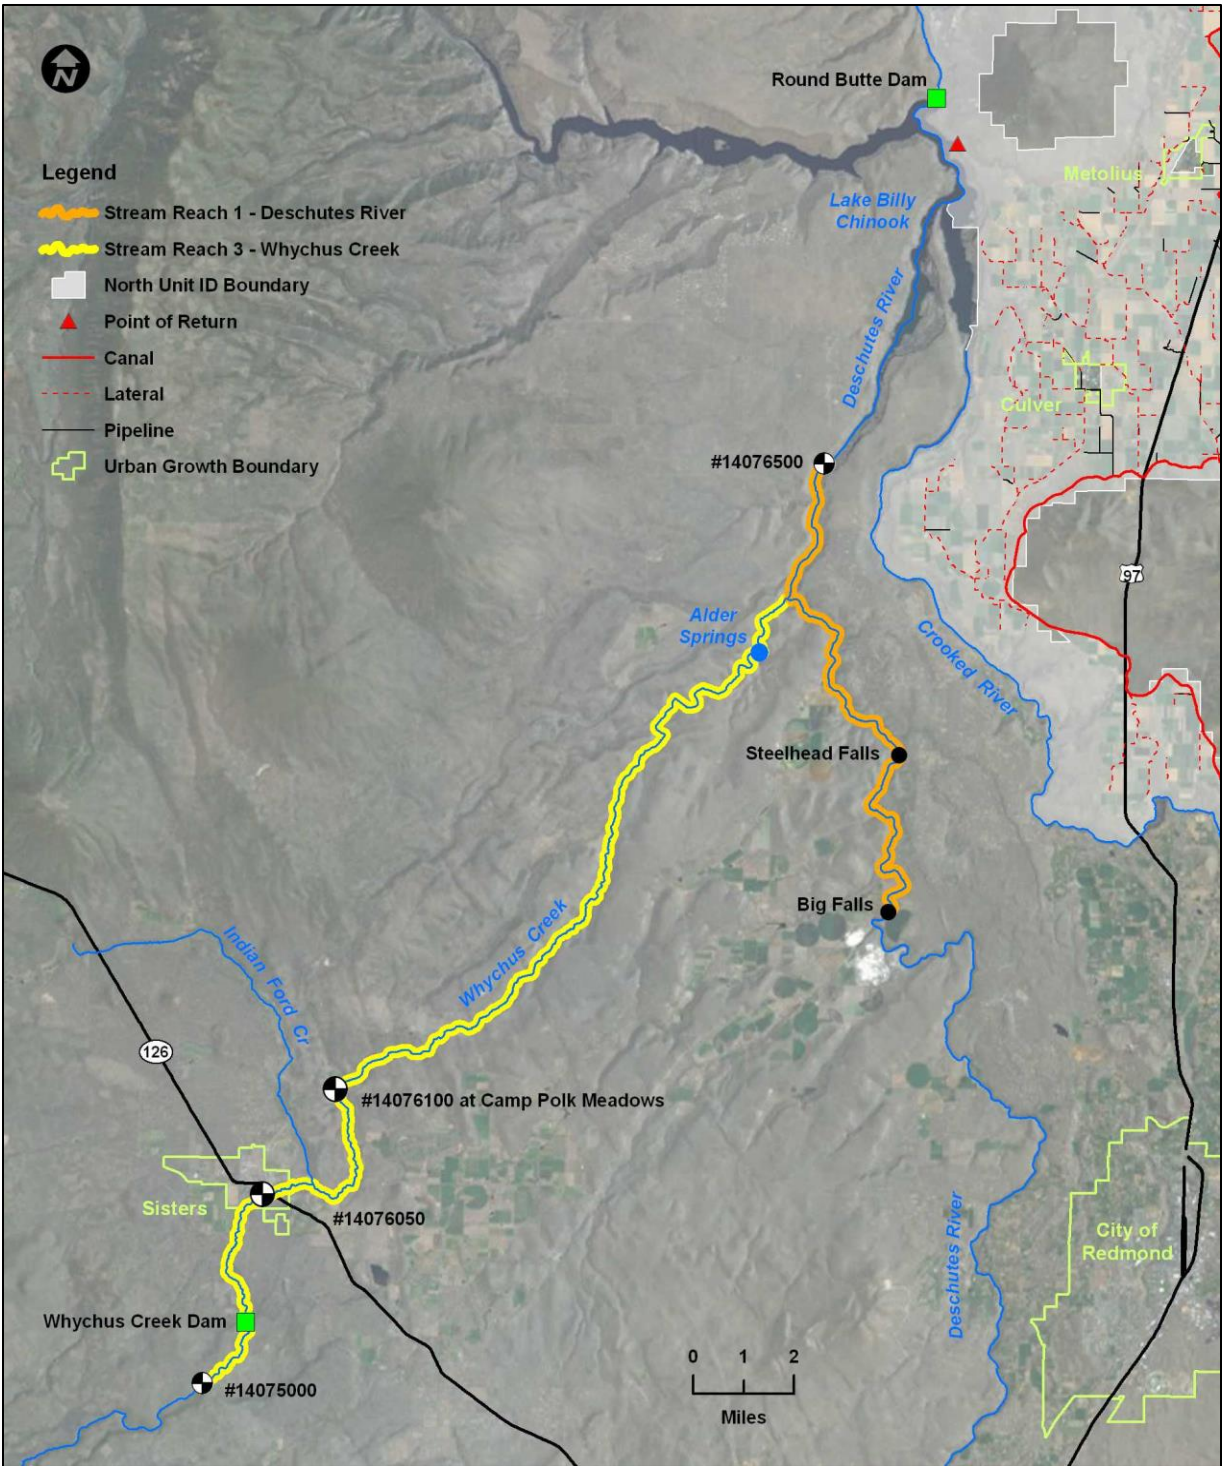 N
Round Butte Dam
Legend
Metolius
Stream Reach 1 - Deschutes River
Lake Billy
Chinook
Stream Reach 3 - Whychus Creek
North Unit ID Boundary
Point of Return
Deschutes River
Canal
Lateral
Culver
Pipeline
Urban Growth Boundary
#14076500
97
Alder
Springs
Crooked River
Steelhead Falls
Big Falls
Whychus Creek
Indian Ford Cr
126
#14076100 at Camp Polk Meadows
Sisters
#14076050
Deschutes River
City of
Redmond
Whychus Creek Dam
0 1 2
Miles
#14075000